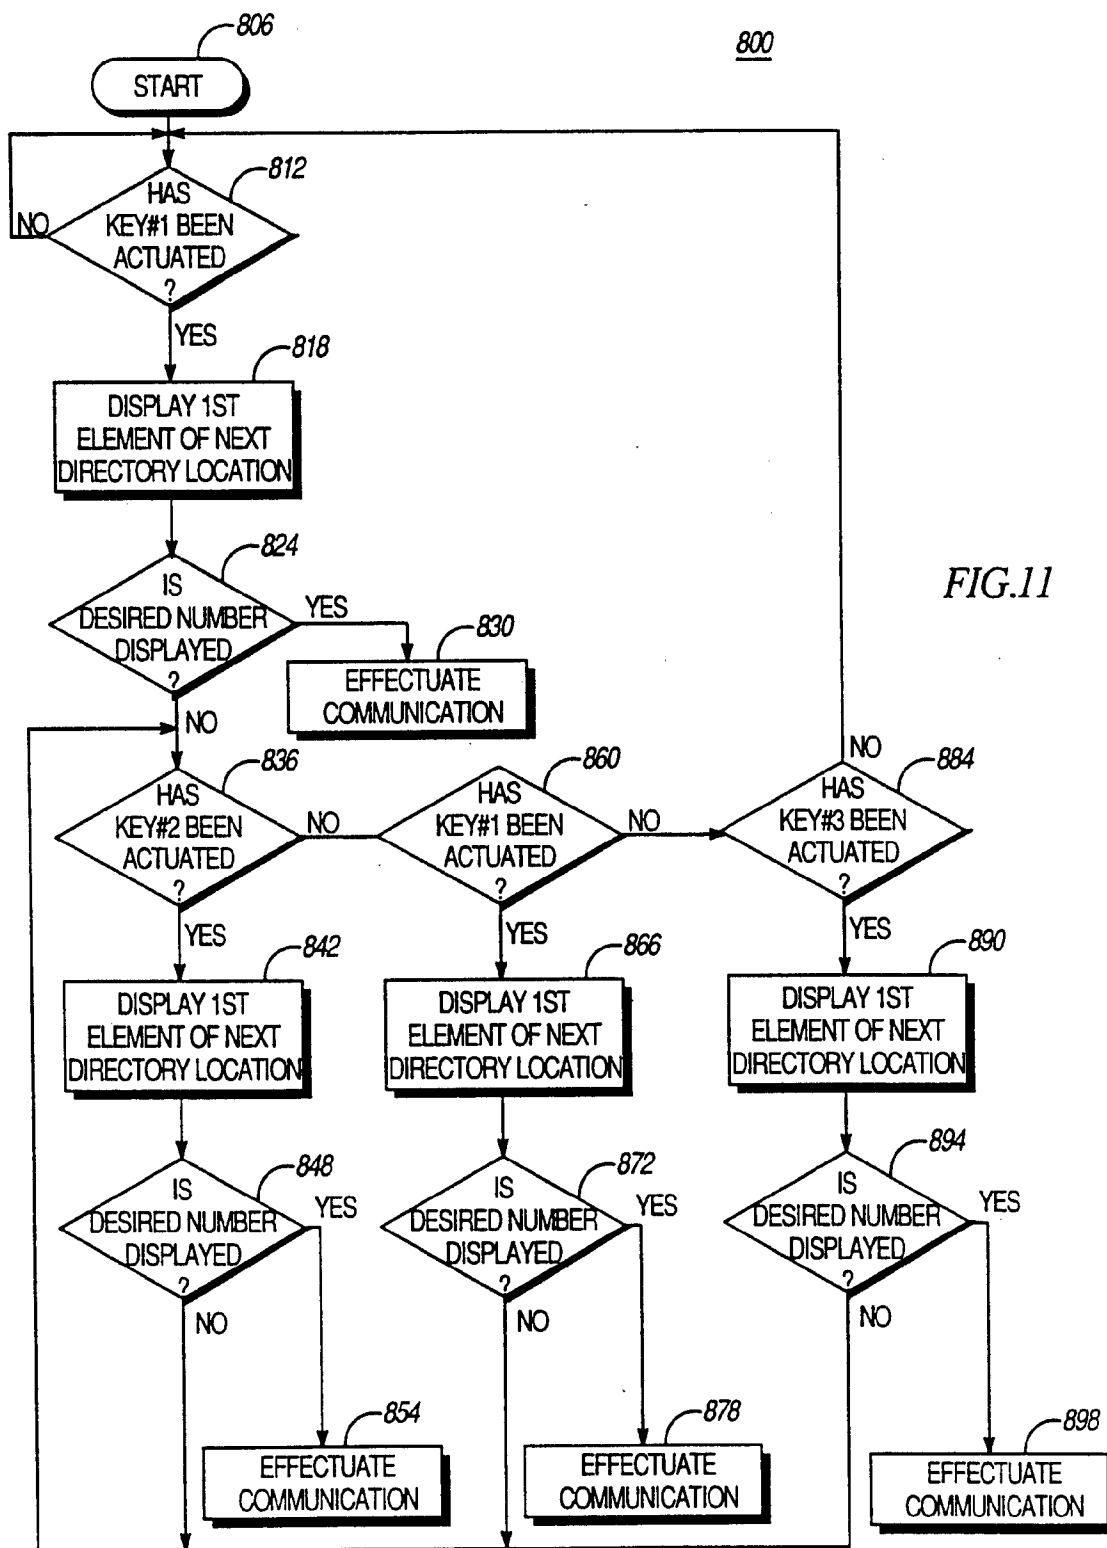 806
800
START
812
HAS
KEY#1 BEEN
ACTUATED
?
NO
YES
818
DISPLAY 1ST
ELEMENT OF NEXT
DIRECTORY LOCATION
824
IS
DESIRED NUMBER
DISPLAYED
?
YES
FIG.11
830
EFFECTUATE
COMMUNICATION
NO
836
HAS
KEY#2 BEEN
ACTUATED
?
NO
860
HAS
KEY#1 BEEN
ACTUATED
?
NO
NO
884
HAS
KEY#3 BEEN
ACTUATED
?
YES
YES
YES
842
DISPLAY 1ST
ELEMENT OF NEXT
DIRECTORY LOCATION
866
DISPLAY 1ST
ELEMENT OF NEXT
DIRECTORY LOCATION
890
DISPLAY 1ST
ELEMENT OF NEXT
DIRECTORY LOCATION
848
IS
DESIRED NUMBER
DISPLAYED
?
YES
NO
872
IS
DESIRED NUMBER
DISPLAYED
?
YES
NO
894
IS
DESIRED NUMBER
DISPLAYED
?
YES
NO
854
EFFECTUATE
COMMUNICATION
878
EFFECTUATE
COMMUNICATION
898
EFFECTUATE
COMMUNICATION